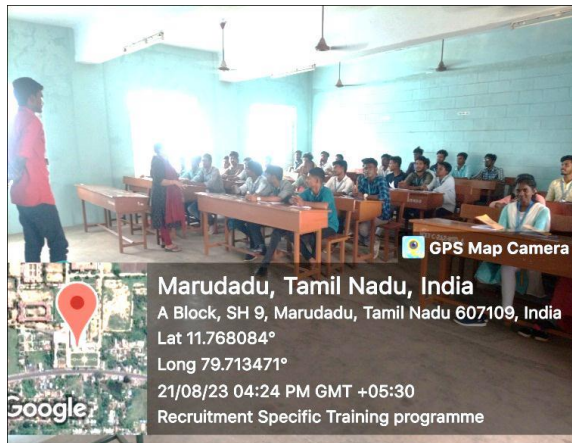 GPS Map Camera
Marudadu, Tamil Nadu, India
A Block, SH 9, Marudadu, Tamil Nadu 607109, India
Lat 11.768084°
Long 79.713471°
21/08/23 04:24 PM GMT +05:30
Recruitment Specific Training programme
Google